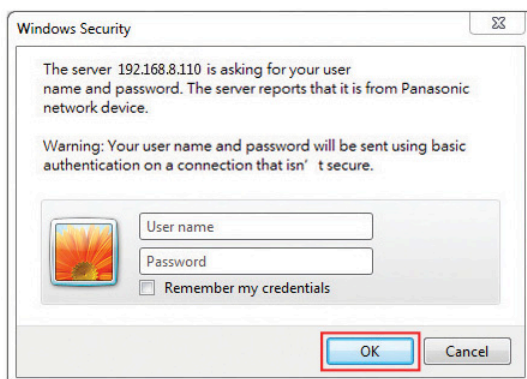 Windows Security
The server 192.168.8.110 is asking for your user
name and password. The server reports that it is from Panasonic
network device.
Warning: Your user name and password will be sent using basic
authentication on a connection that isn’ t secure.
User name
Password
Remember my credentials
OK
Cancel